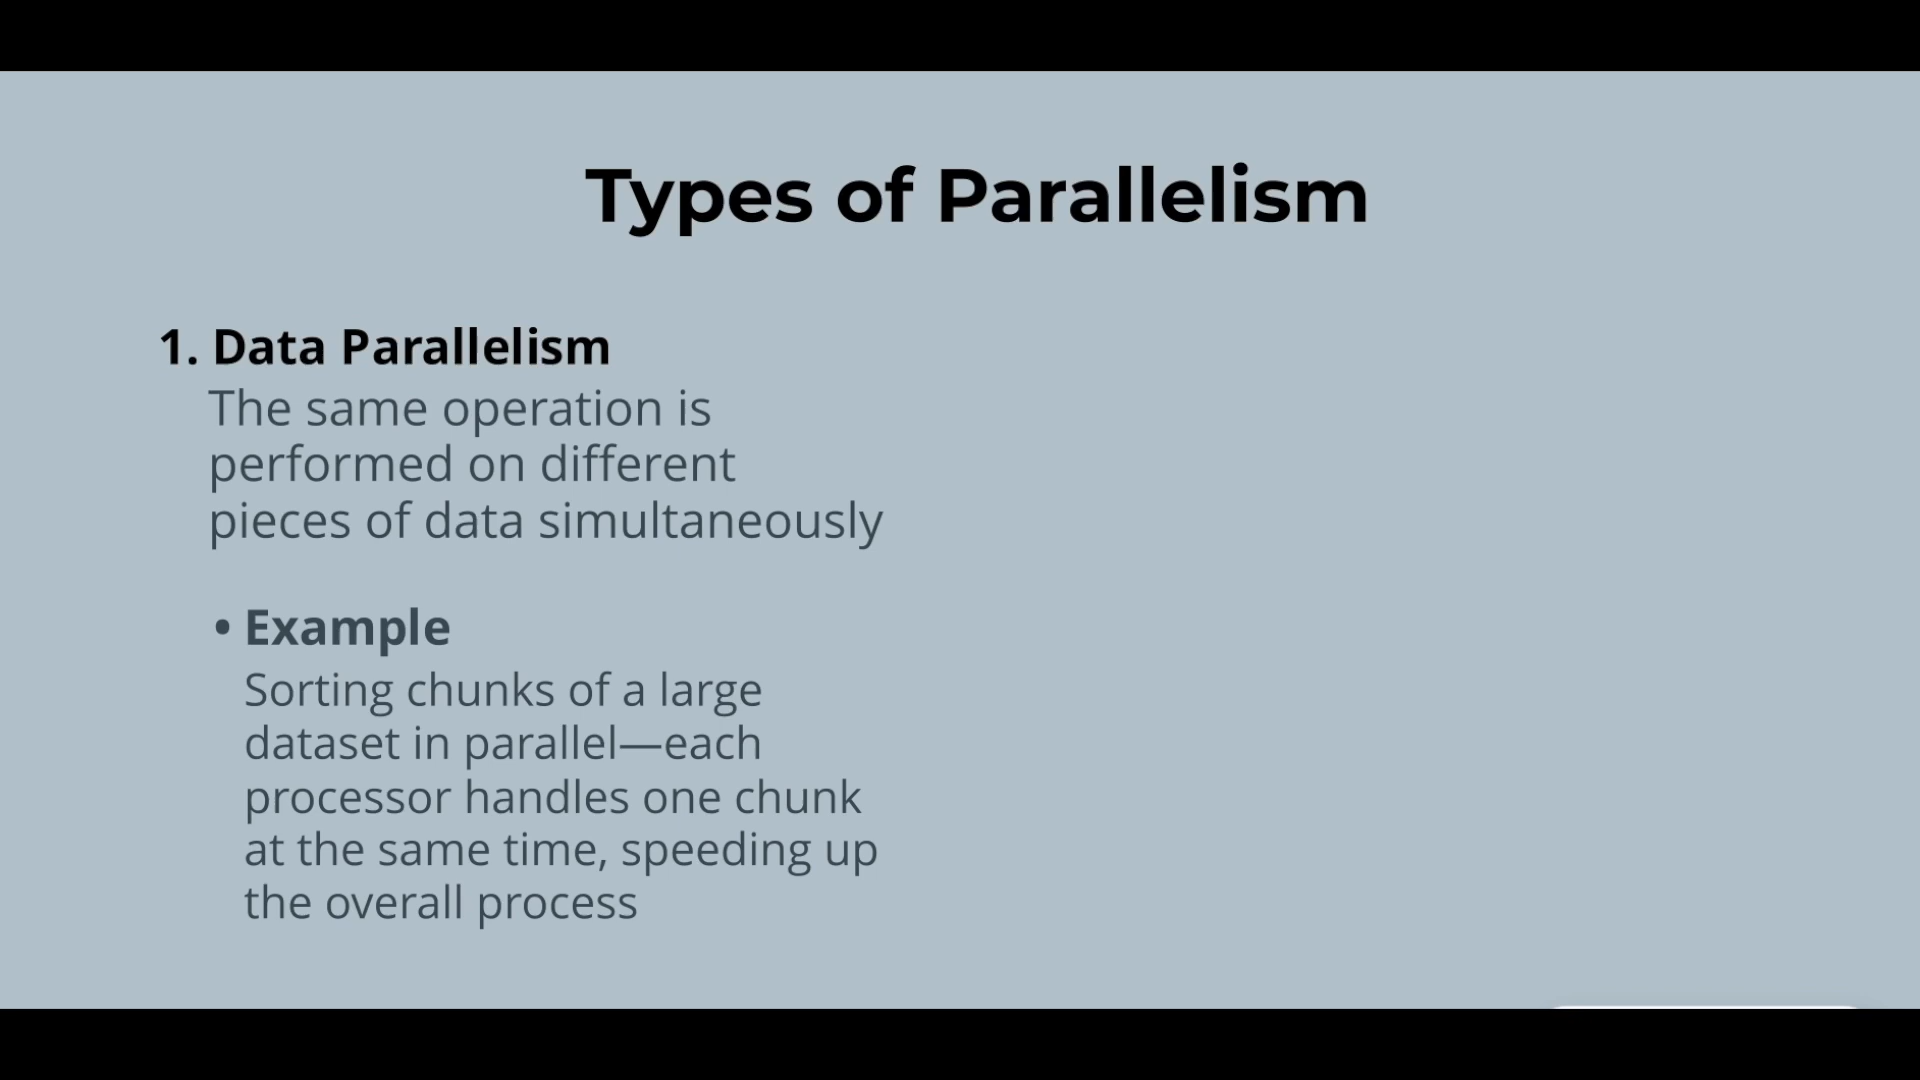 Types of Parallelism
1. Data Parallelism
The same operation is
performed on different
pieces of data simultaneously
• Example
Sorting chunks of a large
dataset in parallel—each
processor handles one chunk
at the same time, speeding up
the overall process